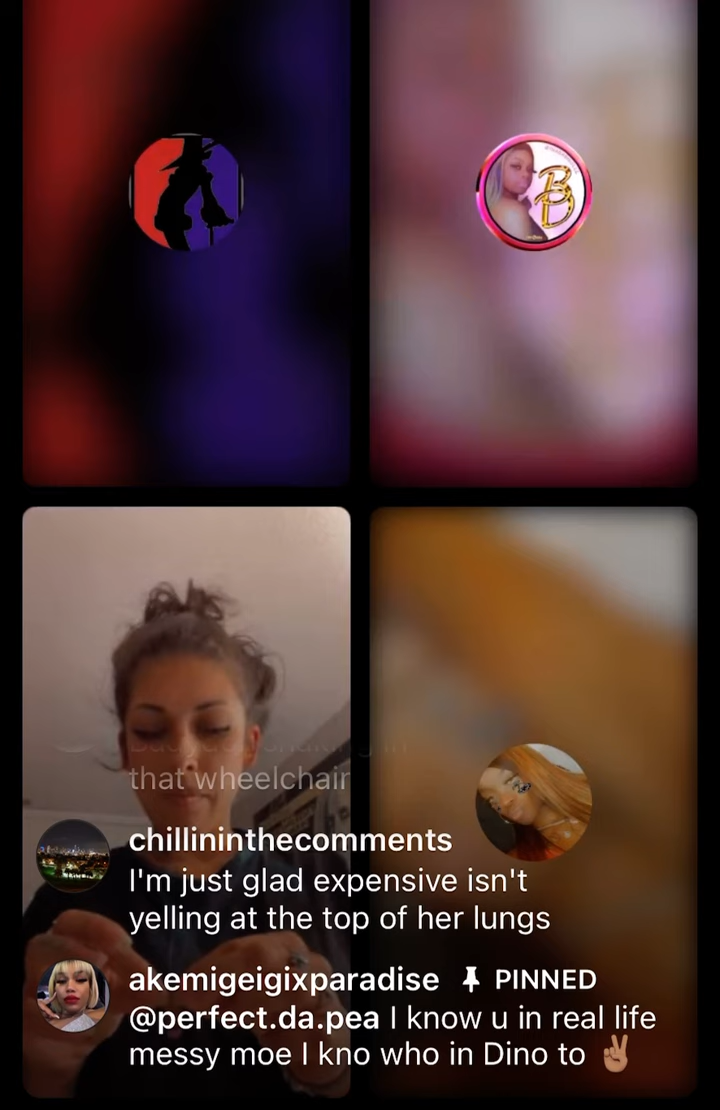 BD
that wheelchair
chillininthecomments
I'm just glad expensive isn't
yelling at the top of her lungs
akemigeigixparadise PINNED
@perfect.da.pea I know u in real life
messy moe I kno who in Dino to ✌🏽